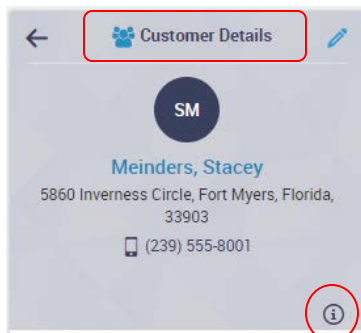 Customer Details
SM
Meinders, Stacey
5860 Inverness Circle, Fort Myers, Florida,
33903
(239) 555-8001